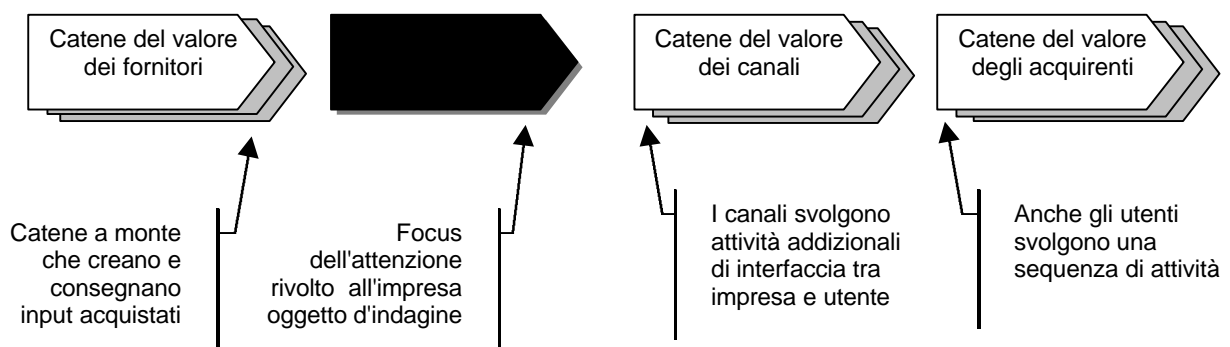 Catene del valore
dei fornitori
Catene del valore
dei canali
Catene del valore
degli acquirenti
Catene a monte
che creano e
consegnano
input acquistati
Focus
dell'attenzione
rivolto all'impresa
oggetto d'indagine
I canali svolgono
attività addizionali
di interfaccia tra
impresa e utente
Anche gli utenti
svolgono una
sequenza di attività